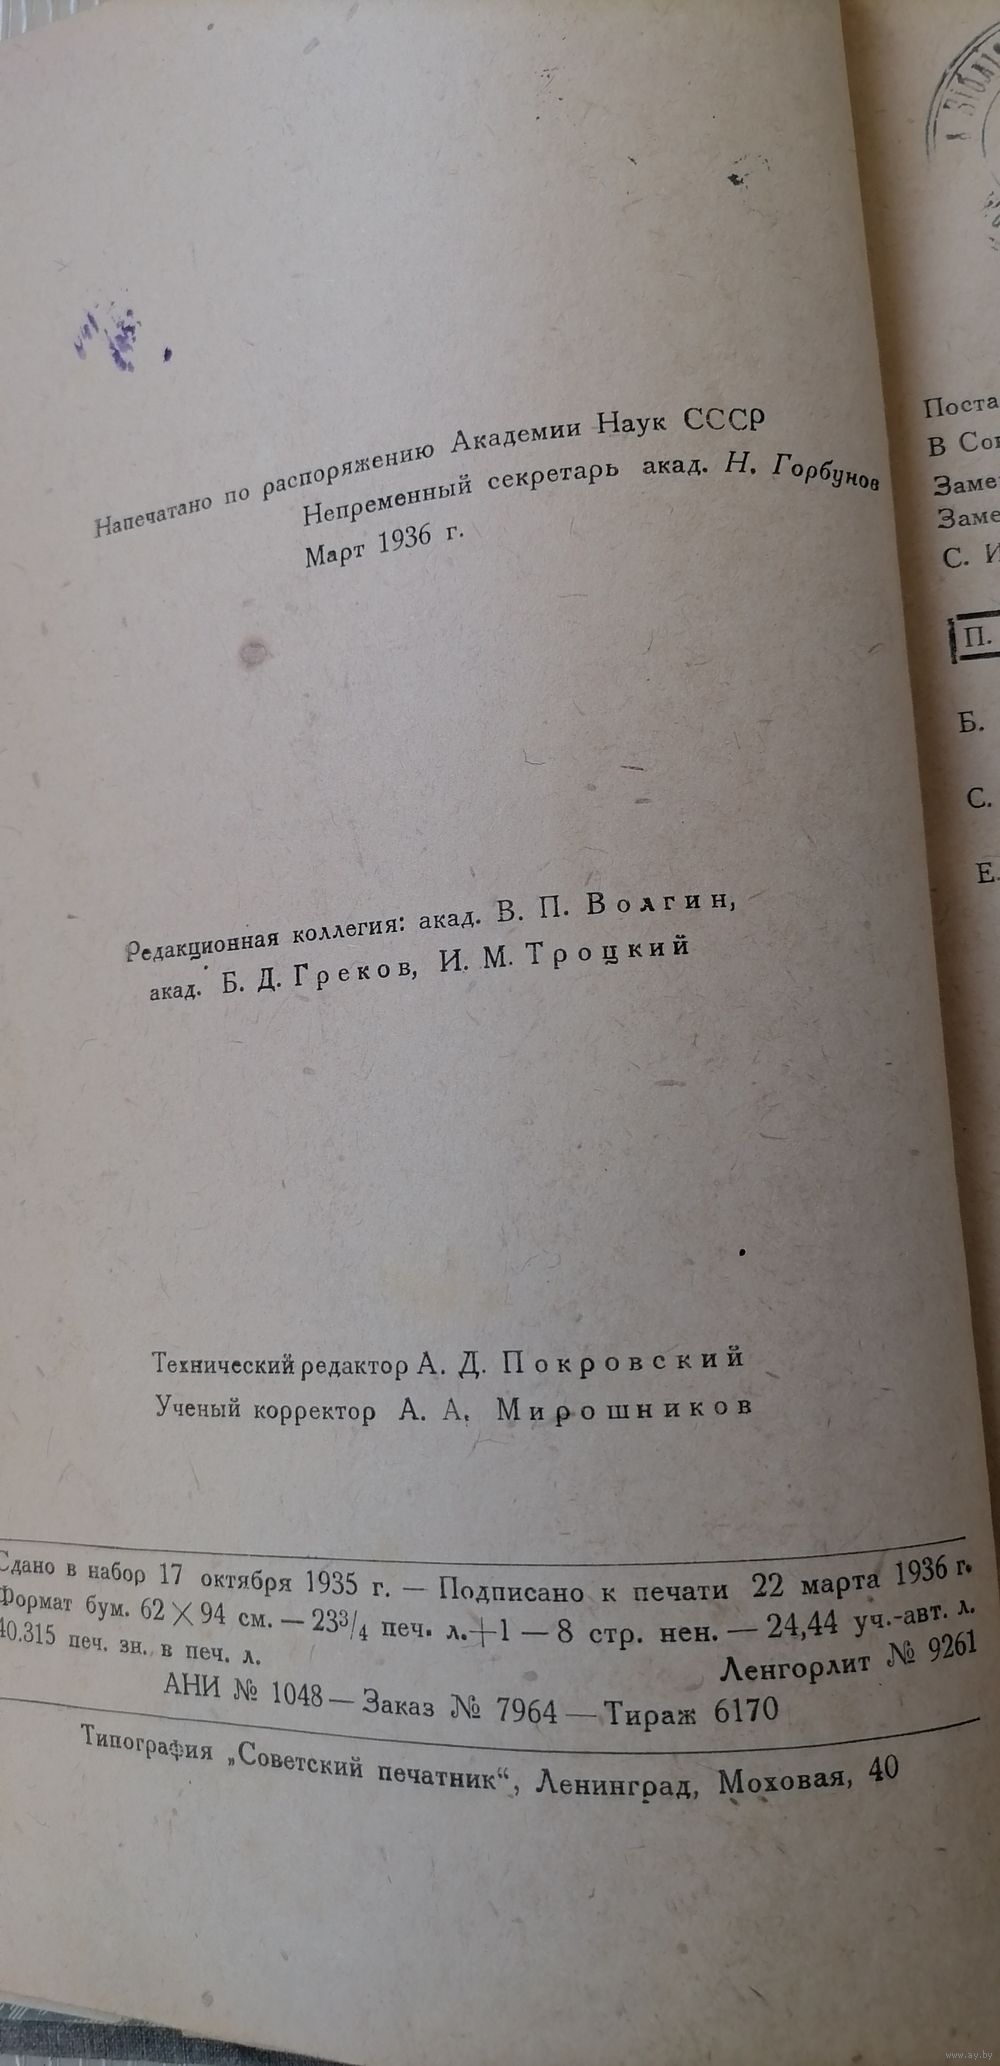 Напечатано по распоряжению Академии Наук СССР
Непременный секретарь акад. Н. Горбунов
Март 1936 г.
Редакционная коллегия: акад. В. П. Волгин,
акад. Б. Д. Греков, И. М. Троцкий
Технический редактор А. Д. Покровский
Ученый корректор А. А. Мирошников
Сдано в набор 17 октября 1935 г. — Подписано к печати 22 марта 1936 г.
Формат бум. 62 × 94 см. — 23³/₄ печ. л.+1 — 8 стр. нен. — 24,44 уч.-авт. л.
40.315 печ. зн. в печ. л.
Ленгорлит № 9261
АНИ № 1048 — Заказ № 7964 — Тираж 6170
Типография „Советский печатник“, Ленинград, Моховая, 40
Поста
В Сов
Заме
Заме
С. И
П.
Б.
С.
Е.
www.ay.by